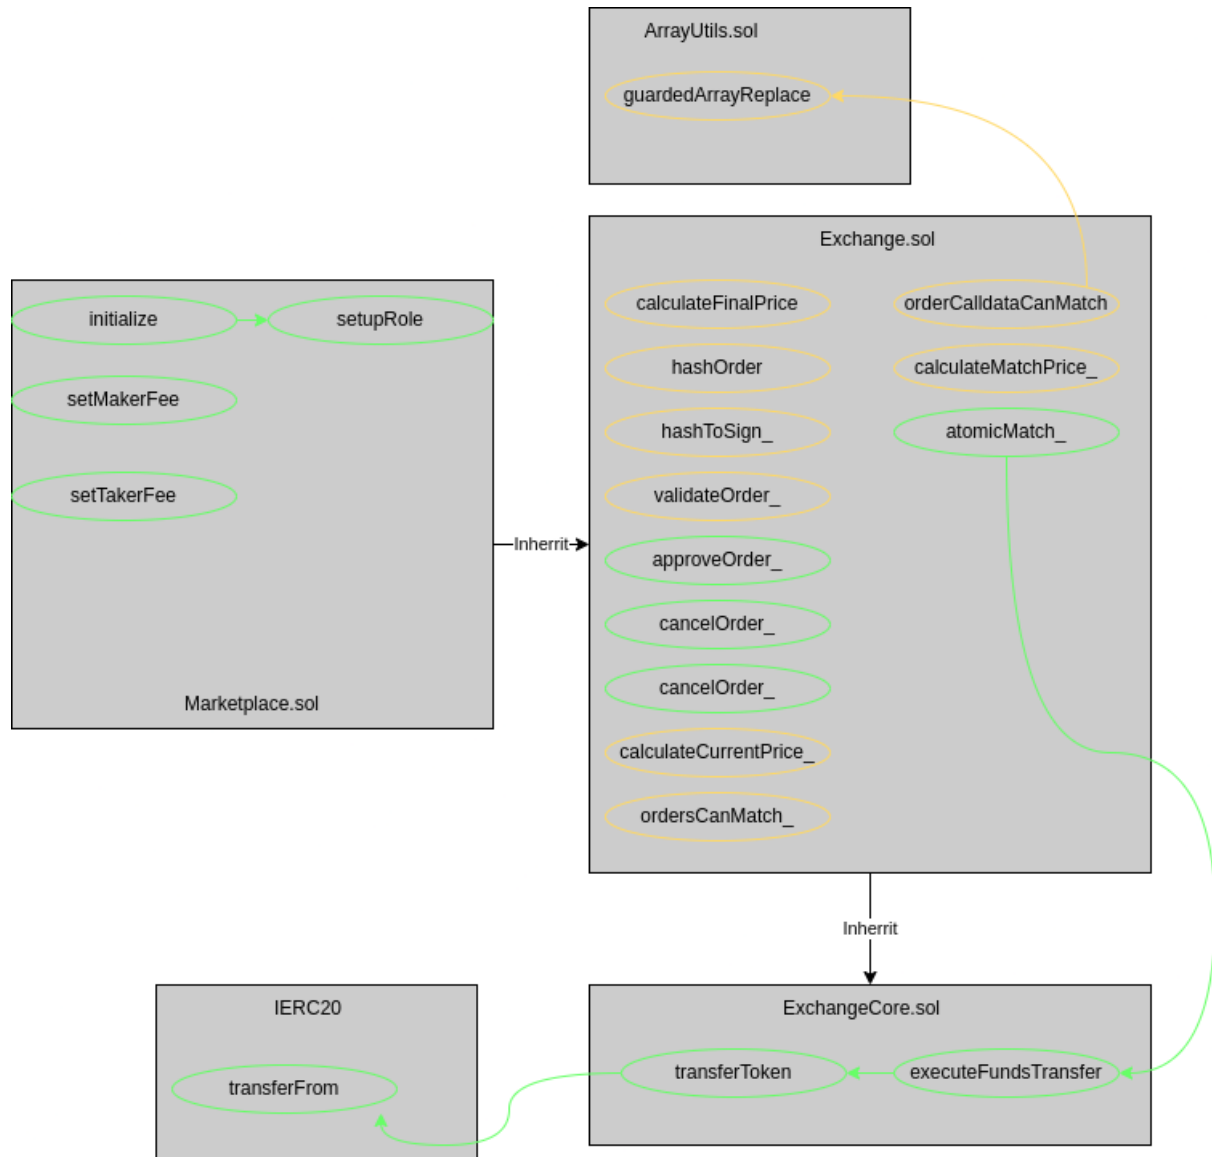 ArrayUtils.sol
guardedArrayReplace
Exchange.sol
calculateFinalPrice
orderCalldataCanMatch
hashOrder
calculateMatchPrice_
hashToSign_
atomicMatch_
validateOrder_
approveOrder_
cancelOrder_
cancelOrder_
calculateCurrentPrice_
ordersCanMatch_
initialize
setupRole
setMakerFee
setTakerFee
Marketplace.sol
Inherrit
Inherrit
IERC20
transferFrom
ExchangeCore.sol
transferToken
executeFundsTransfer